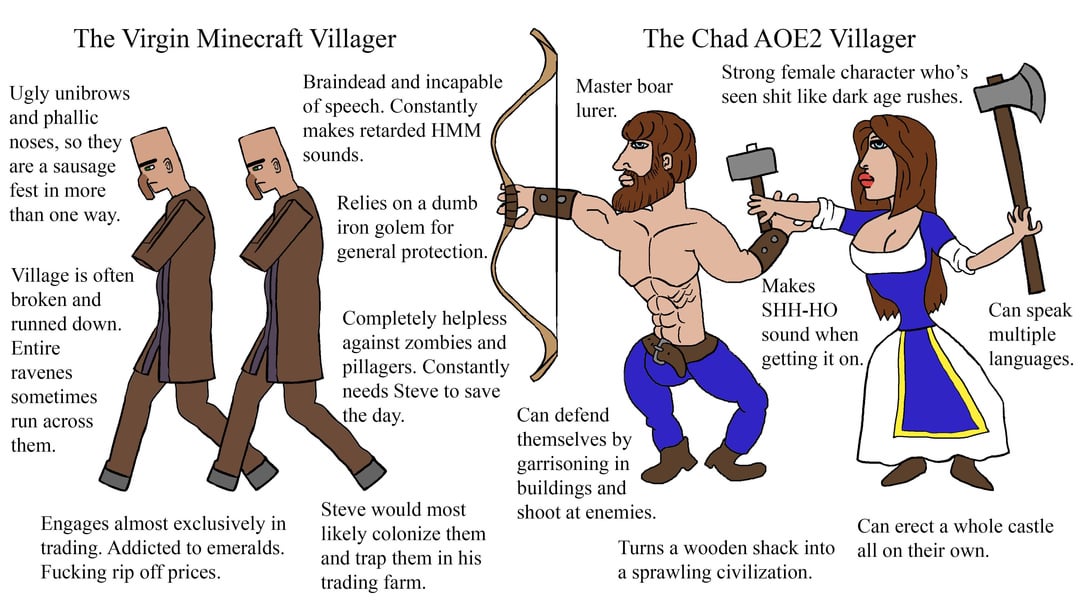 The Virgin Minecraft Villager
Ugly unibrows
and phallic
noses, so they
are a sausage
fest in more
than one way.
Braindead and incapable
of speech. Constantly
makes retarded HMM
sounds.
Relies on a dumb
iron golem for
general protection.
Village is often
broken and
runned down.
Entire
ravenes
sometimes
run across
them.
Completely helpless
against zombies and
pillagers. Constantly
needs Steve to save
the day.
Engages almost exclusively in
trading. Addicted to emeralds.
Fucking rip off prices.
Steve would most
likely colonize them
and trap them in his
trading farm.
The Chad AOE2 Villager
Master boar
lurer.
Strong female character who's
seen shit like dark age rushes.
Makes
SHH-HO
sound when
getting it on.
Can speak
multiple
languages.
Can defend
themselves by
garrisoning in
buildings and
shoot at enemies.
Turns a wooden shack into
a sprawling civilization.
Can erect a whole castle
all on their own.